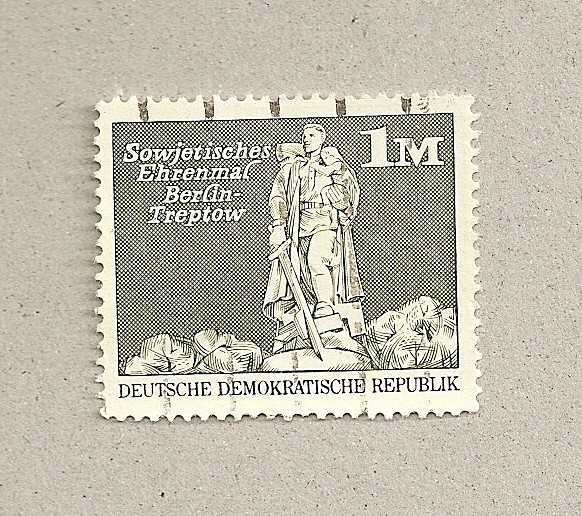 Sowjetisches
Ehrenmal
Berlin-
Treptow
1M
DEUTSCHE DEMOKRATISCHE REPUBLIK